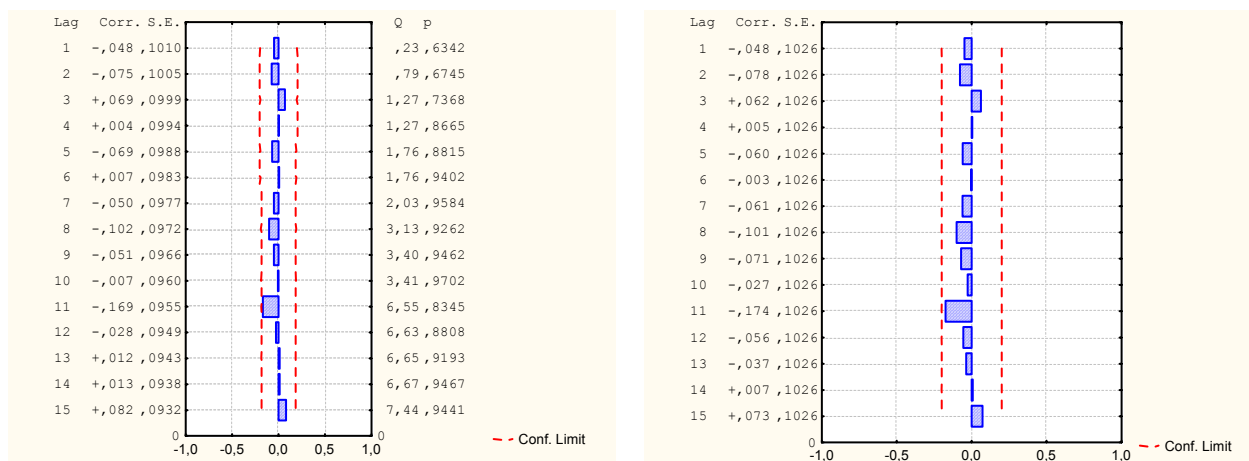 Lag Corr. S.E. Q p
1 -,048 ,1010 ,23 ,6342
2 -,075 ,1005 ,79 ,6745
3 +,069 ,0999 1,27 ,7368
4 +,004 ,0994 1,27 ,8665
5 -,069 ,0988 1,76 ,8815
6 +,007 ,0983 1,76 ,9402
7 -,050 ,0977 2,03 ,9584
8 -,102 ,0972 3,13 ,9262
9 -,051 ,0966 3,40 ,9462
10 -,007 ,0960 3,41 ,9702
11 -,169 ,0955 6,55 ,8345
12 -,028 ,0949 6,63 ,8808
13 +,012 ,0943 6,65 ,9193
14 +,013 ,0938 6,67 ,9467
15 +,082 ,0932 7,44 ,9441
0 0
-1,0 -0,5 0,0 0,5 1,0
Conf. Limit
Lag Corr. S.E.
1 -,048 ,1026
2 -,078 ,1026
3 +,062 ,1026
4 +,005 ,1026
5 -,060 ,1026
6 -,003 ,1026
7 -,061 ,1026
8 -,101 ,1026
9 -,071 ,1026
10 -,027 ,1026
11 -,174 ,1026
12 -,056 ,1026
13 -,037 ,1026
14 +,007 ,1026
15 +,073 ,1026
0
-1,0 -0,5 0,0 0,5 1,0
Conf. Limit